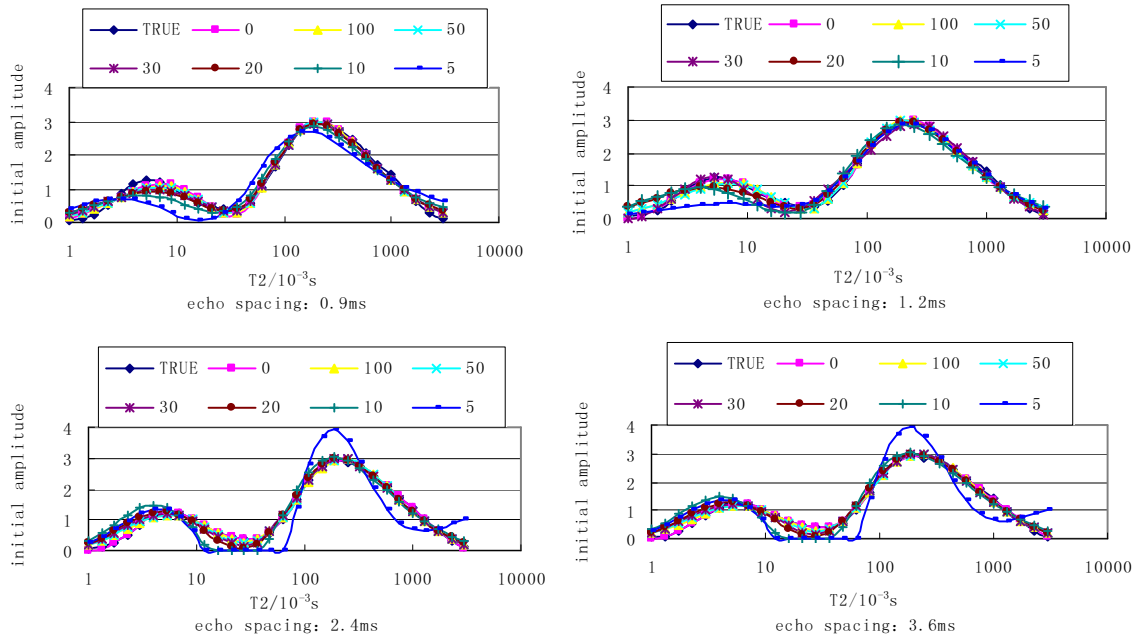 TRUE 0 100 50
30 20 10 5
initial amplitude
4
3
2
1
0
1 10 100 1000 10000
T2/10⁻³s
echo spacing: 0.9ms
TRUE 0 100 50
30 20 10 5
initial amplitude
4
3
2
1
0
1 10 100 1000 10000
T2/10⁻³s
echo spacing: 1.2ms
TRUE 0 100 50
30 20 10 5
initial amplitude
4
3
2
1
0
1 10 100 1000 10000
T2/10⁻³s
echo spacing: 2.4ms
TRUE 0 100 50
30 20 10 5
initial amplitude
4
3
2
1
0
1 10 100 1000 10000
T2/10⁻³s
echo spacing: 3.6ms